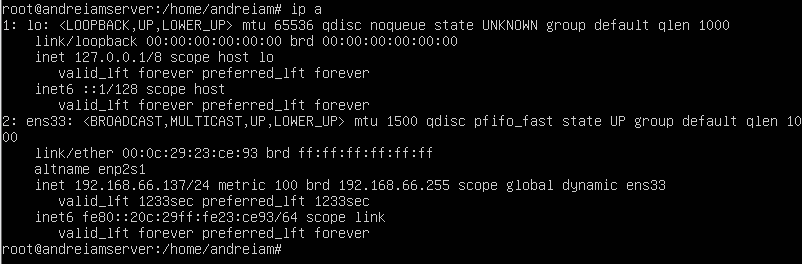 root@andreiamserver:/home/andreiam# ip a
1: lo: <LOOPBACK,UP,LOWER_UP> mtu 65536 qdisc noqueue state UNKNOWN group default qlen 1000
    link/loopback 00:00:00:00:00:00 brd 00:00:00:00:00:00
    inet 127.0.0.1/8 scope host lo
       valid_lft forever preferred_lft forever
    inet6 ::1/128 scope host
       valid_lft forever preferred_lft forever
2: ens33: <BROADCAST,MULTICAST,UP,LOWER_UP> mtu 1500 qdisc pfifo_fast state UP group default qlen 10
00
    link/ether 00:0c:29:23:ce:93 brd ff:ff:ff:ff:ff:ff
    altname enp2s1
    inet 192.168.66.137/24 metric 100 brd 192.168.66.255 scope global dynamic ens33
       valid_lft 1233sec preferred_lft 1233sec
    inet6 fe80::20c:29ff:fe23:ce93/64 scope link
       valid_lft forever preferred_lft forever
root@andreiamserver:/home/andreiam#